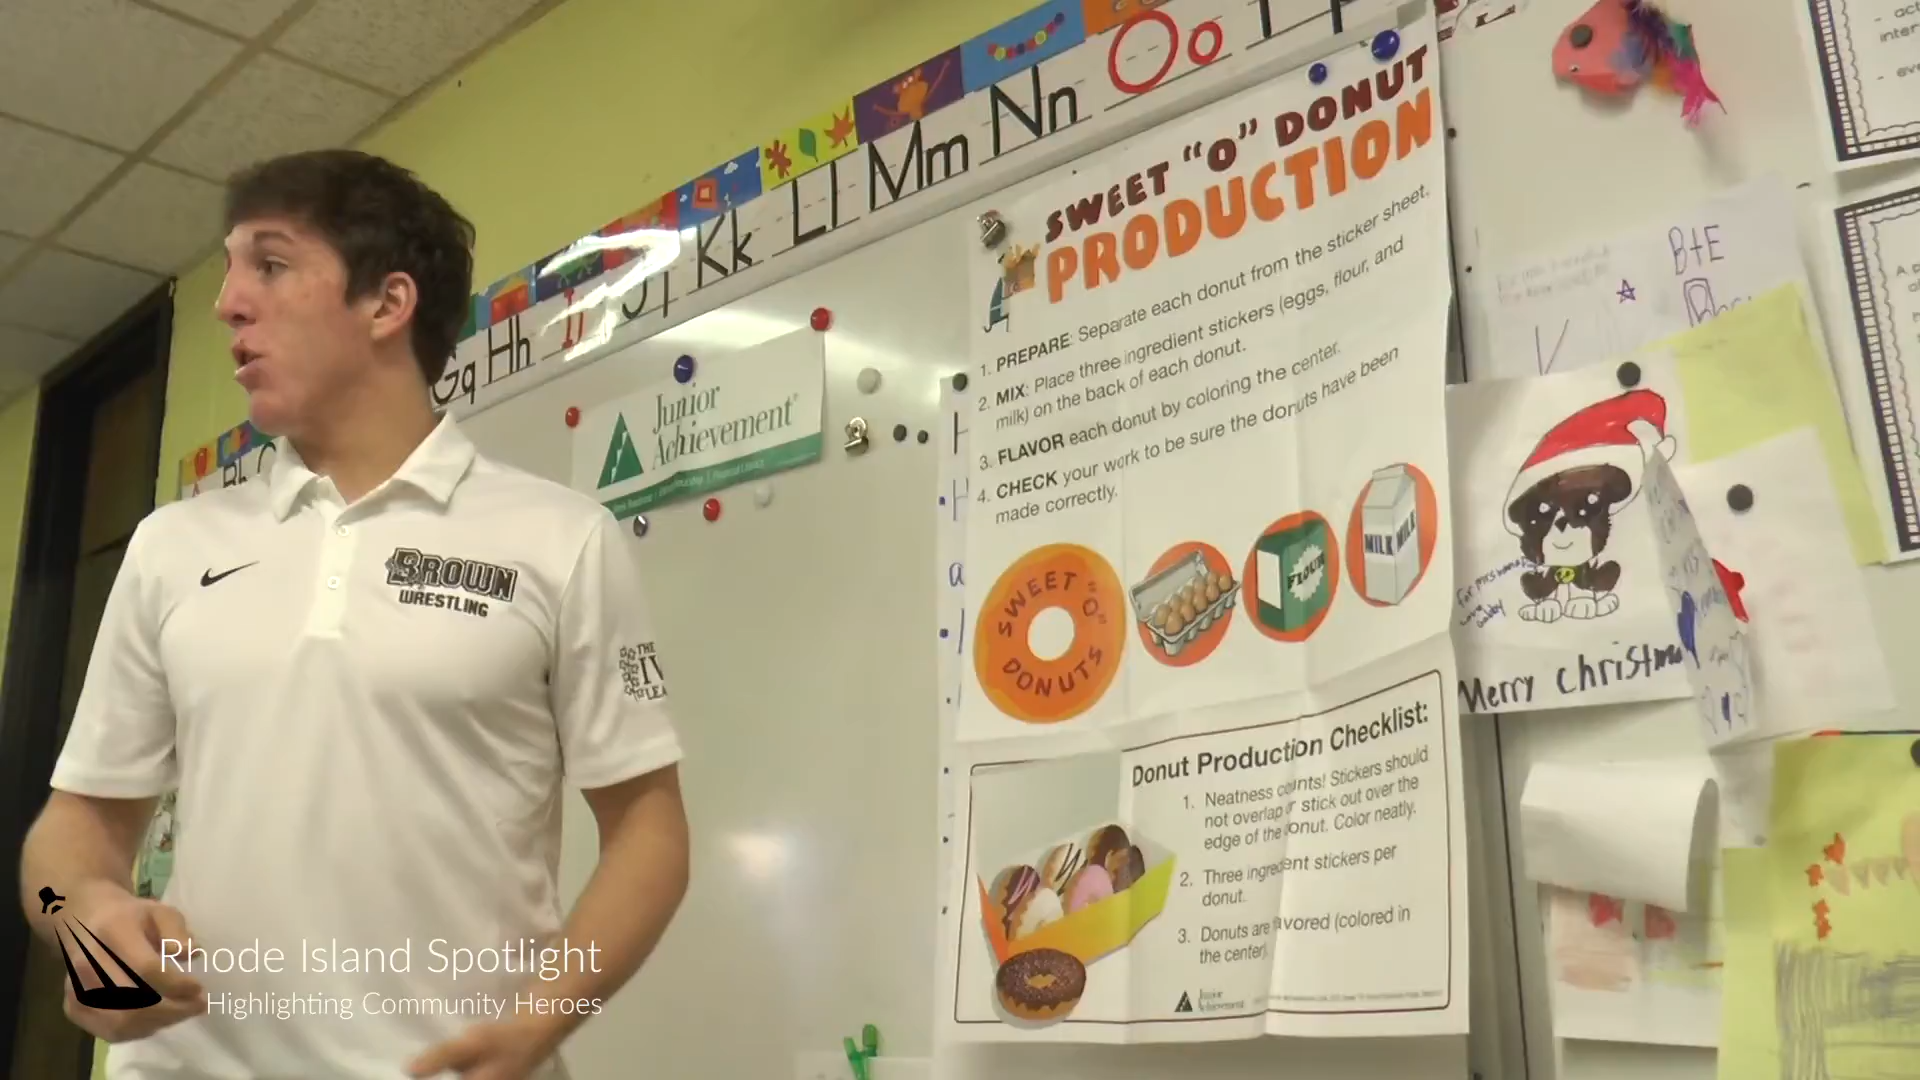 Gg Hh Ii Jj Kk Ll Mm Nn Oo
Junior
Achievement
BROWN
WRESTLING
THE
SWEET "O" DONUT
PRODUCTION
1. PREPARE: Separate each donut from the sticker sheet.
2. MIX: Place three ingredient stickers (eggs, flour, and
milk) on the back of each donut.
3. FLAVOR each donut by coloring the center.
4. CHECK your work to be sure the donuts have been
made correctly.
SWEET "O" DONUTS
FLOUR
MILK MILK
Donut Production Checklist:
1. Neatness counts! Stickers should
not overlap or stick out over the
edge of the donut. Color neatly.
2. Three ingredient stickers per
donut.
3. Donuts are flavored (colored in
the center).
Junior
Achievement
B+E
Merry Christma
Rhode Island Spotlight
Highlighting Community Heroes